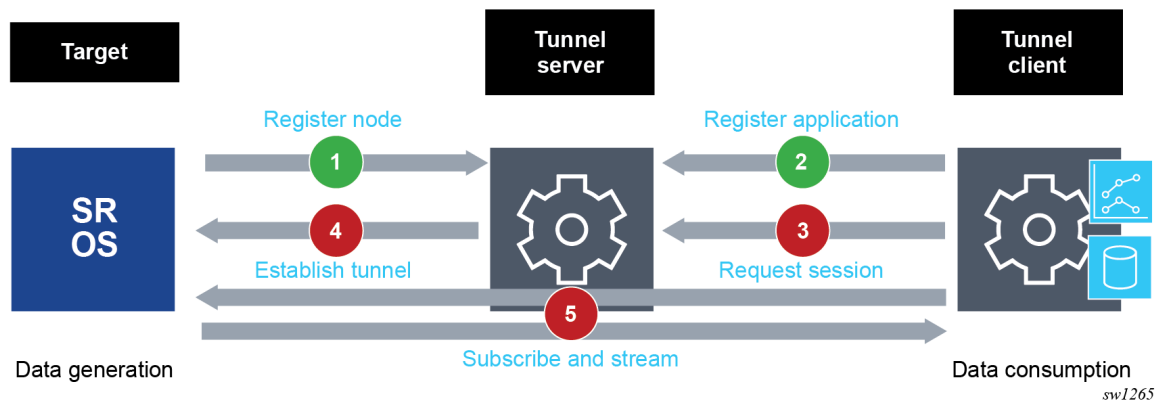 Target
Tunnel
server
Tunnel
client
Register node
Register application
1
2
SR
OS
4
3
Establish tunnel
Request session
5
Subscribe and stream
Data generation
Data consumption
sw1265